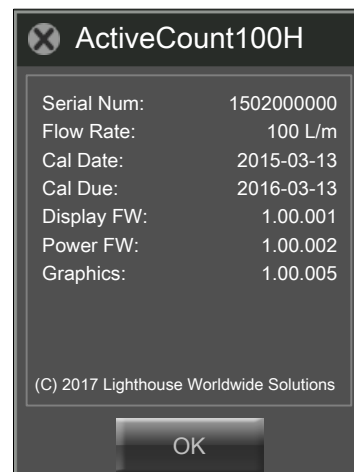 ActiveCount100H
Serial Num: 1502000000
Flow Rate: 100 L/m
Cal Date: 2015-03-13
Cal Due: 2016-03-13
Display FW: 1.00.001
Power FW: 1.00.002
Graphics: 1.00.005
(C) 2017 Lighthouse Worldwide Solutions
OK